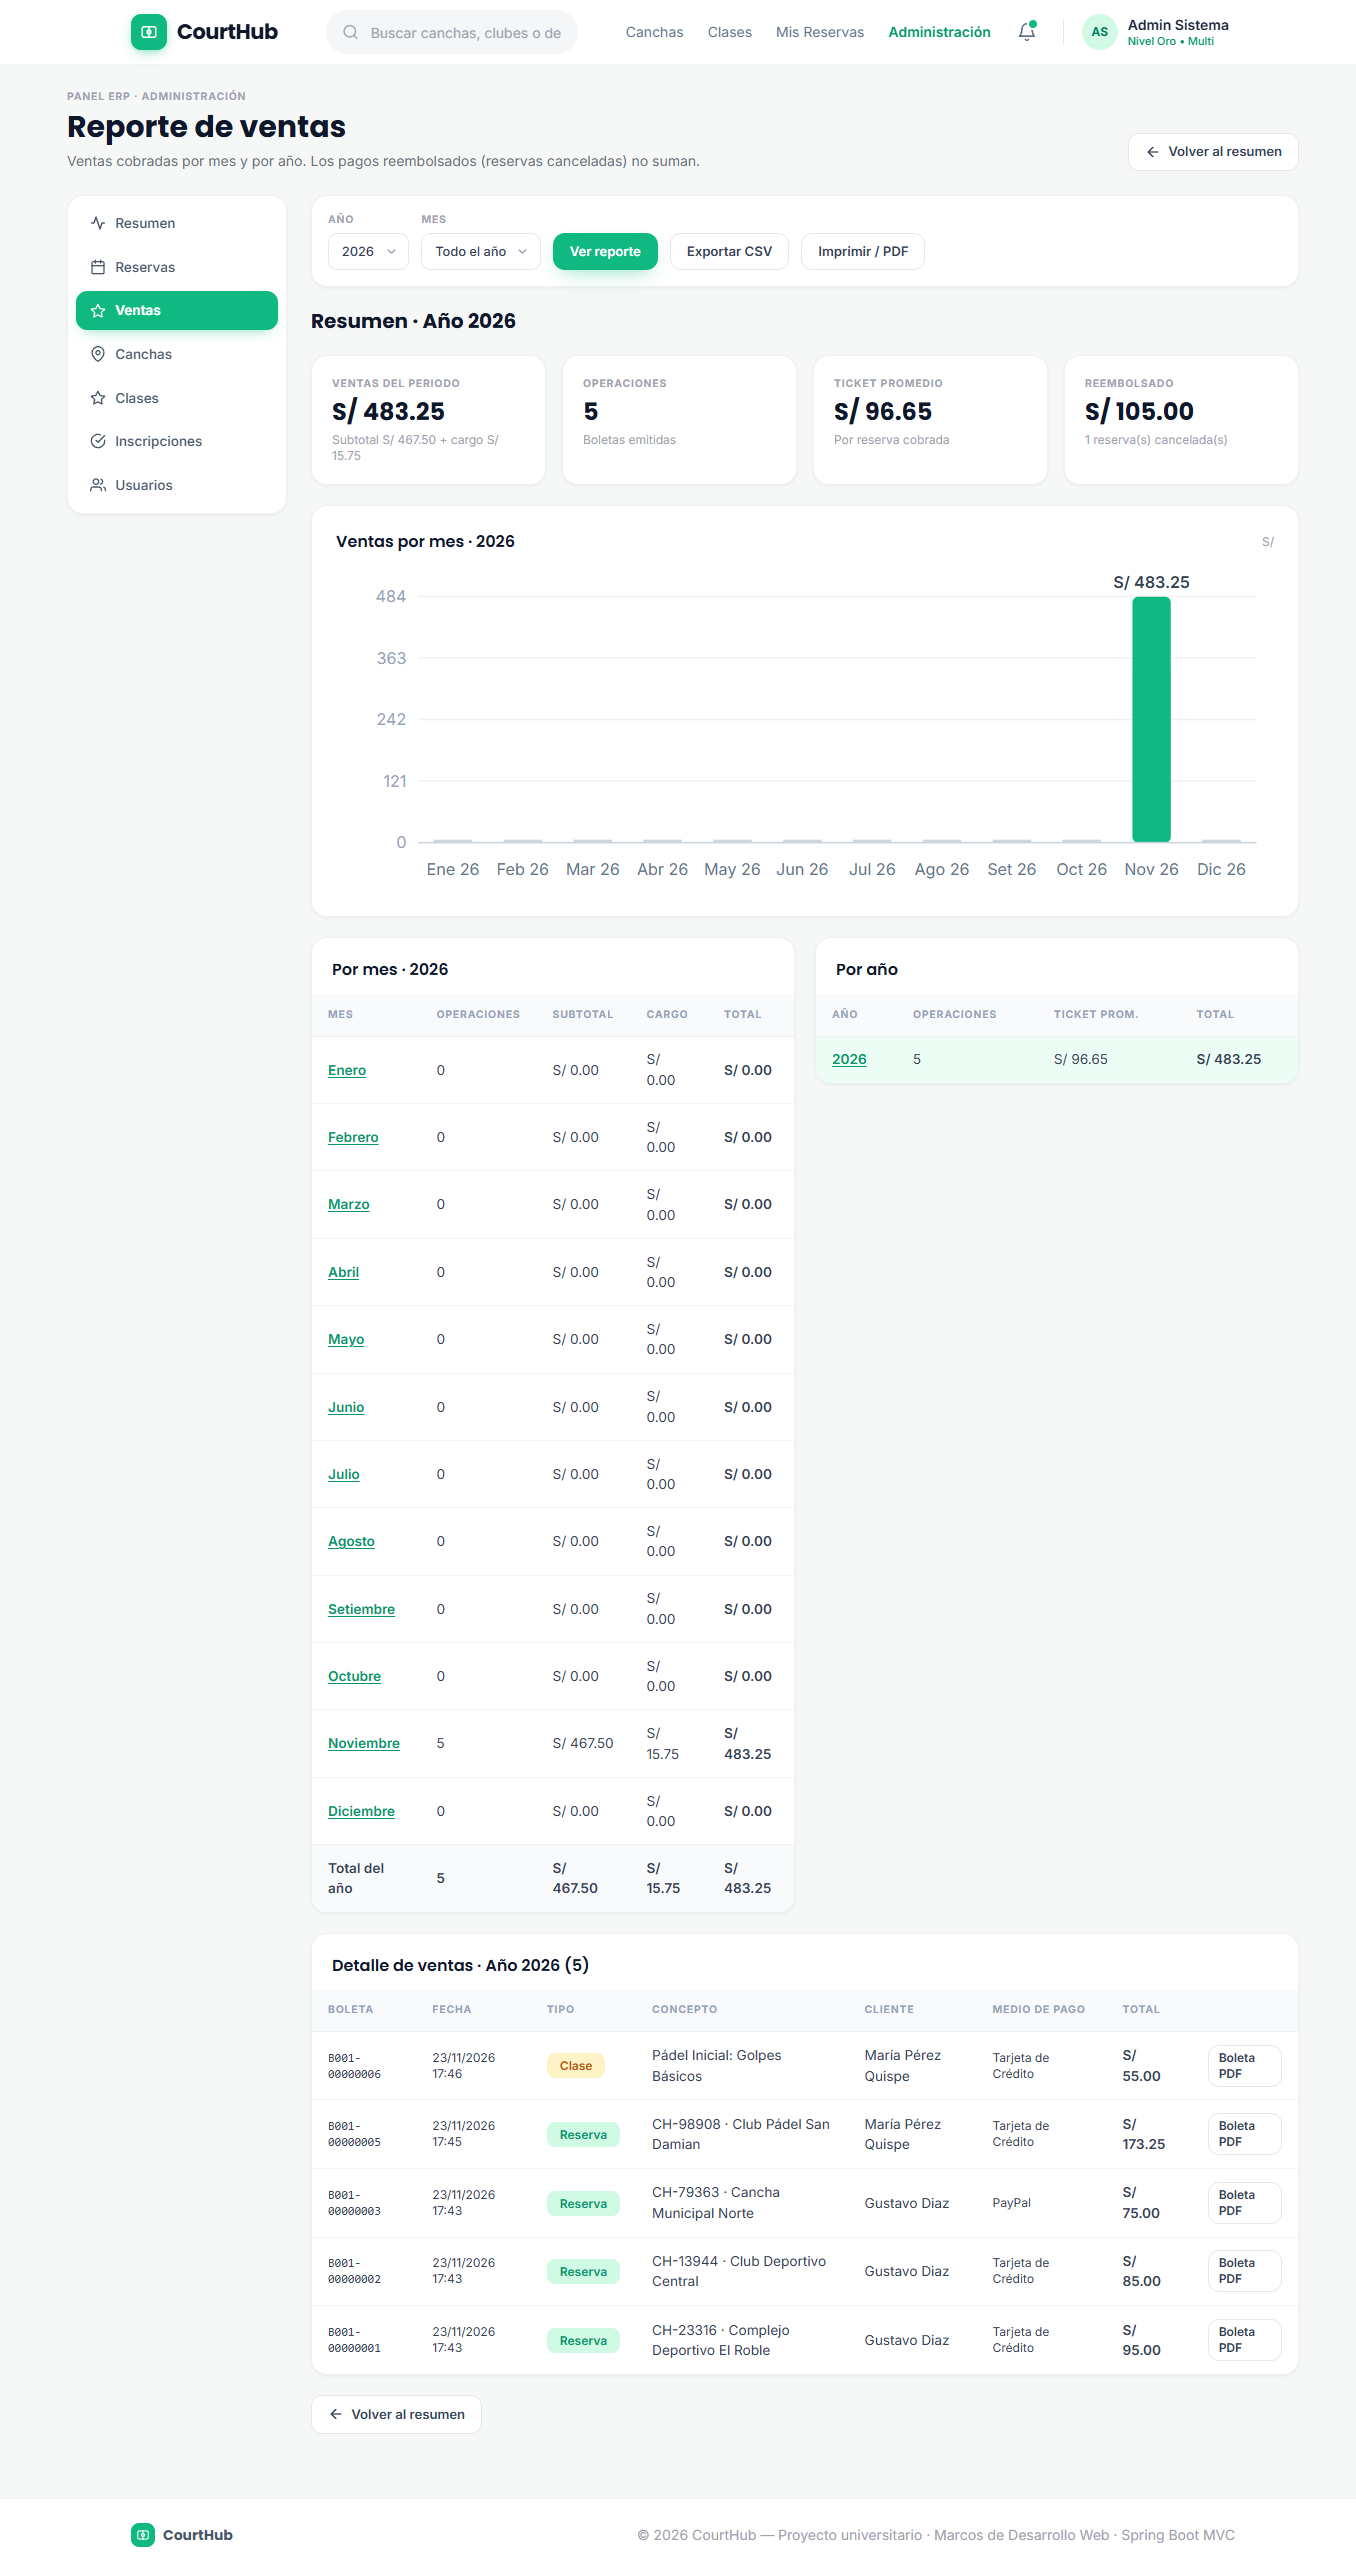 CourtHub
Buscar canchas, clubes o de
Canchas
Clases
Mis Reservas
Administración
AS
Admin Sistema
Nivel Oro • Multi
PANEL ERP · ADMINISTRACIÓN
Reporte de ventas
Ventas cobradas por mes y por año. Los pagos reembolsados (reservas canceladas) no suman.
Volver al resumen
Resumen
Reservas
Ventas
Canchas
Clases
Inscripciones
Usuarios
AÑO
MES
2026
Todo el año
Ver reporte
Exportar CSV
Imprimir / PDF
Resumen · Año 2026
VENTAS DEL PERIODO
S/ 483.25
Subtotal S/ 467.50 + cargo S/
15.75
OPERACIONES
5
Boletas emitidas
TICKET PROMEDIO
S/ 96.65
Por reserva cobrada
REEMBOLSADO
S/ 105.00
1 reserva(s) cancelada(s)
Ventas por mes · 2026
S/
S/ 483.25
484
363
242
121
0
Ene 26 Feb 26 Mar 26 Abr 26 May 26 Jun 26 Jul 26 Ago 26 Set 26 Oct 26 Nov 26 Dic 26
Por mes · 2026
MES OPERACIONES SUBTOTAL CARGO TOTAL
Enero 0 S/ 0.00 S/ 0.00 S/ 0.00
Febrero 0 S/ 0.00 S/ 0.00 S/ 0.00
Marzo 0 S/ 0.00 S/ 0.00 S/ 0.00
Abril 0 S/ 0.00 S/ 0.00 S/ 0.00
Mayo 0 S/ 0.00 S/ 0.00 S/ 0.00
Junio 0 S/ 0.00 S/ 0.00 S/ 0.00
Julio 0 S/ 0.00 S/ 0.00 S/ 0.00
Agosto 0 S/ 0.00 S/ 0.00 S/ 0.00
Setiembre 0 S/ 0.00 S/ 0.00 S/ 0.00
Octubre 0 S/ 0.00 S/ 0.00 S/ 0.00
Noviembre 5 S/ 467.50 S/ 15.75 S/ 483.25
Diciembre 0 S/ 0.00 S/ 0.00 S/ 0.00
Total del año 5 S/ 467.50 S/ 15.75 S/ 483.25
Por año
AÑO OPERACIONES TICKET PROM. TOTAL
2026 5 S/ 96.65 S/ 483.25
Detalle de ventas · Año 2026 (5)
BOLETA FECHA TIPO CONCEPTO CLIENTE MEDIO DE PAGO TOTAL
B001-00000006 23/11/2026 17:46 Clase Pádel Inicial: Golpes Básicos María Pérez Quispe Tarjeta de Crédito S/ 55.00 Boleta PDF
B001-00000005 23/11/2026 17:45 Reserva CH-98908 · Club Pádel San Damian María Pérez Quispe Tarjeta de Crédito S/ 173.25 Boleta PDF
B001-00000003 23/11/2026 17:43 Reserva CH-79363 · Cancha Municipal Norte Gustavo Diaz PayPal S/ 75.00 Boleta PDF
B001-00000002 23/11/2026 17:43 Reserva CH-13944 · Club Deportivo Central Gustavo Diaz Tarjeta de Crédito S/ 85.00 Boleta PDF
B001-00000001 23/11/2026 17:43 Reserva CH-23316 · Complejo Deportivo El Roble Gustavo Diaz Tarjeta de Crédito S/ 95.00 Boleta PDF
Volver al resumen
CourtHub
© 2026 CourtHub — Proyecto universitario · Marcos de Desarrollo Web · Spring Boot MVC